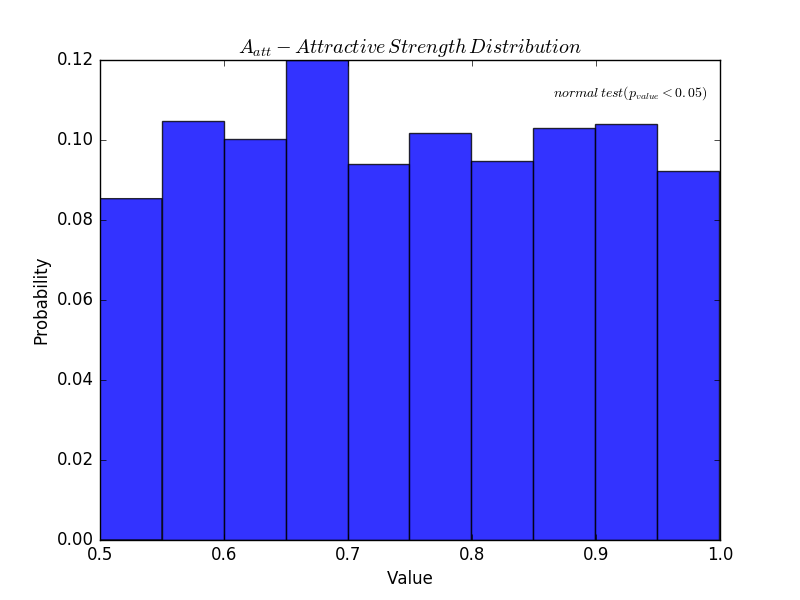 A_att − Attractive Strength Distribution
0.12
normal test(p_value < 0.05)
0.10
0.08
0.06
0.04
0.02
0.00
Probability
0.5 0.6 0.7 0.8 0.9 1.0
Value